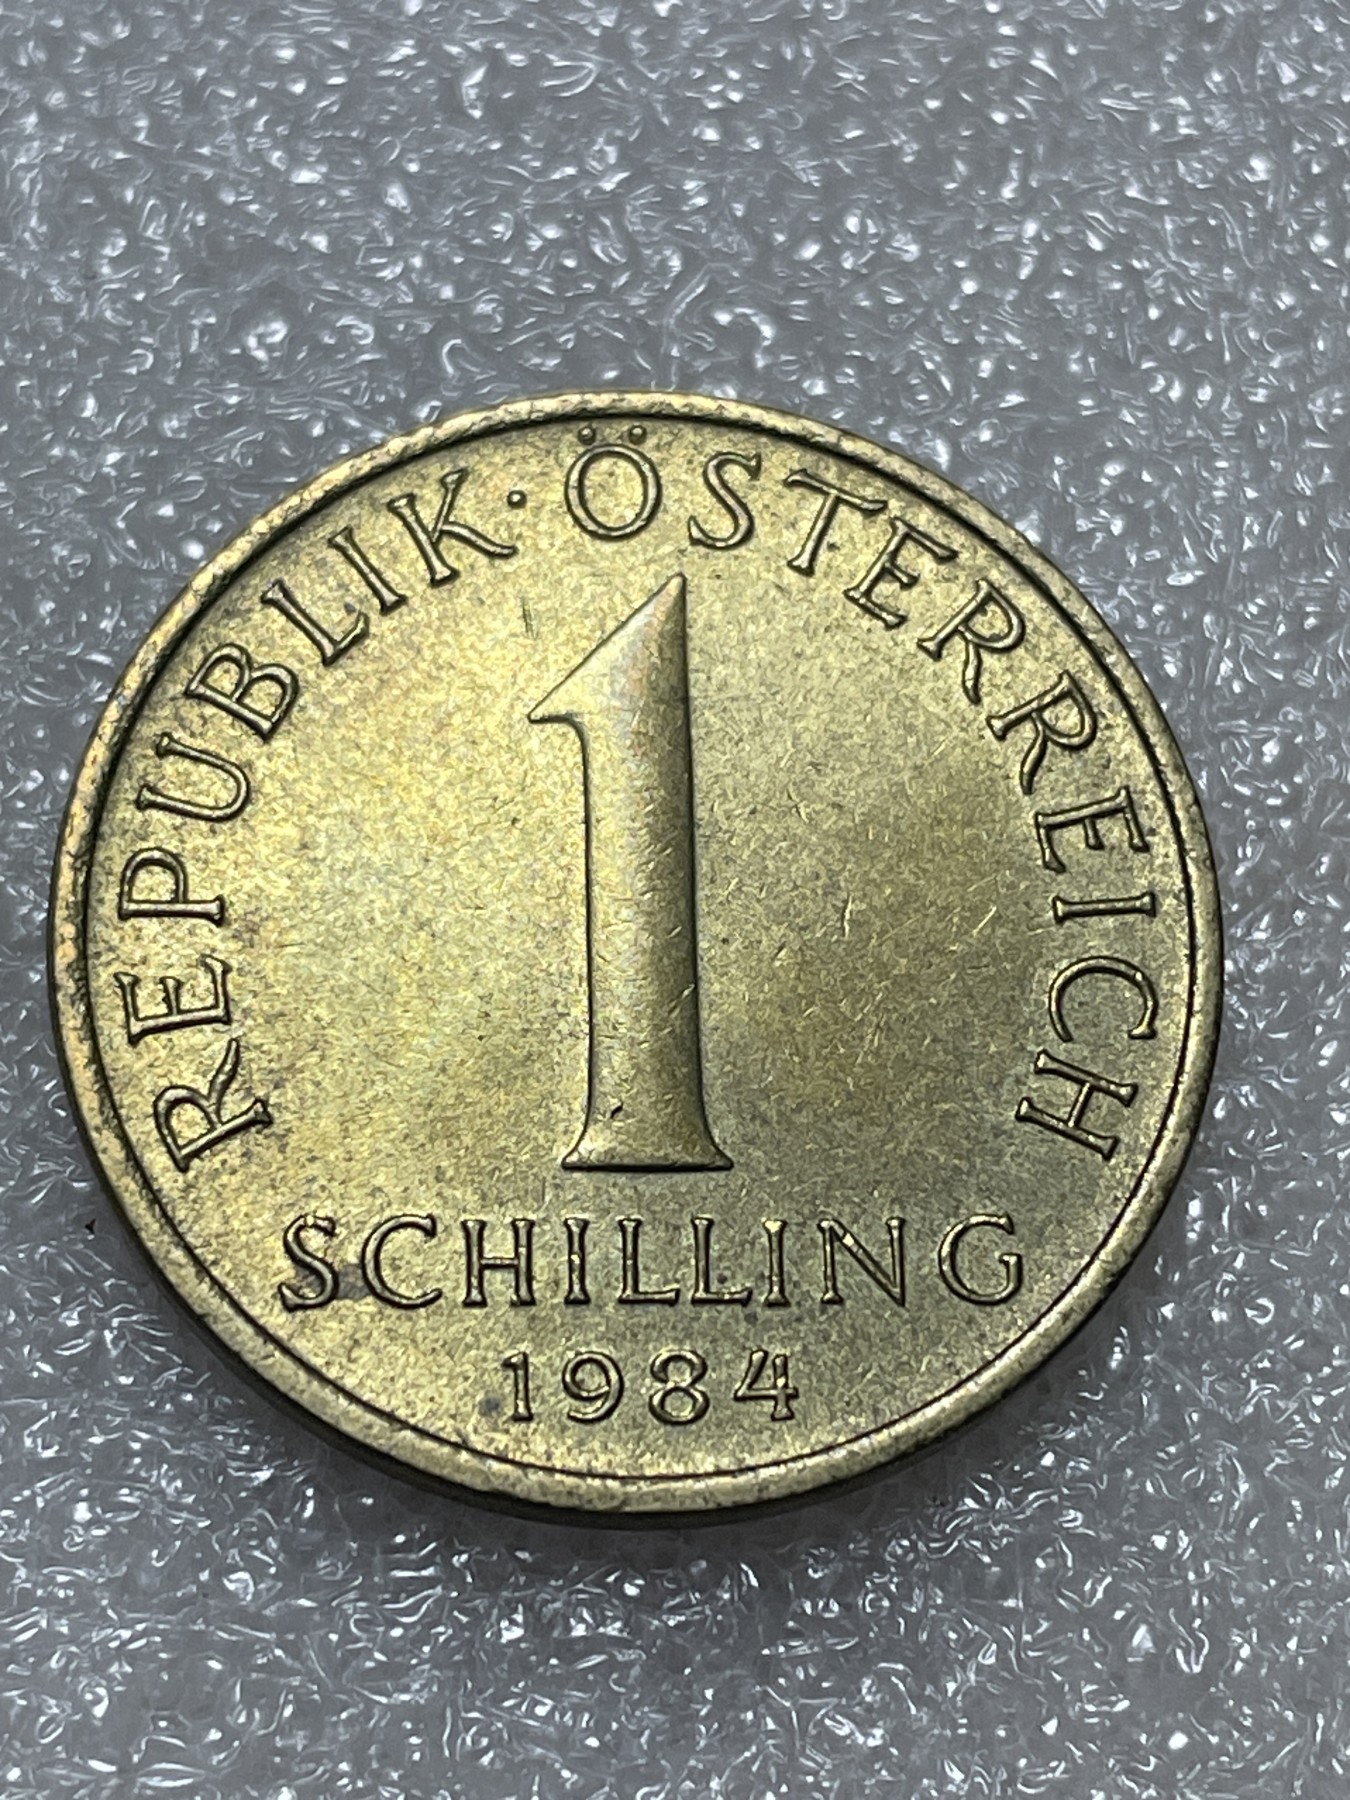 REPUBLIK · ÖSTERREICH
1
SCHILLING
1984